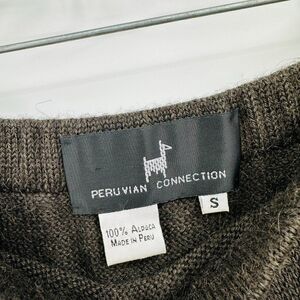 PERUVIAN CONNECTION
S
100% ALPACA
MADE IN PERU